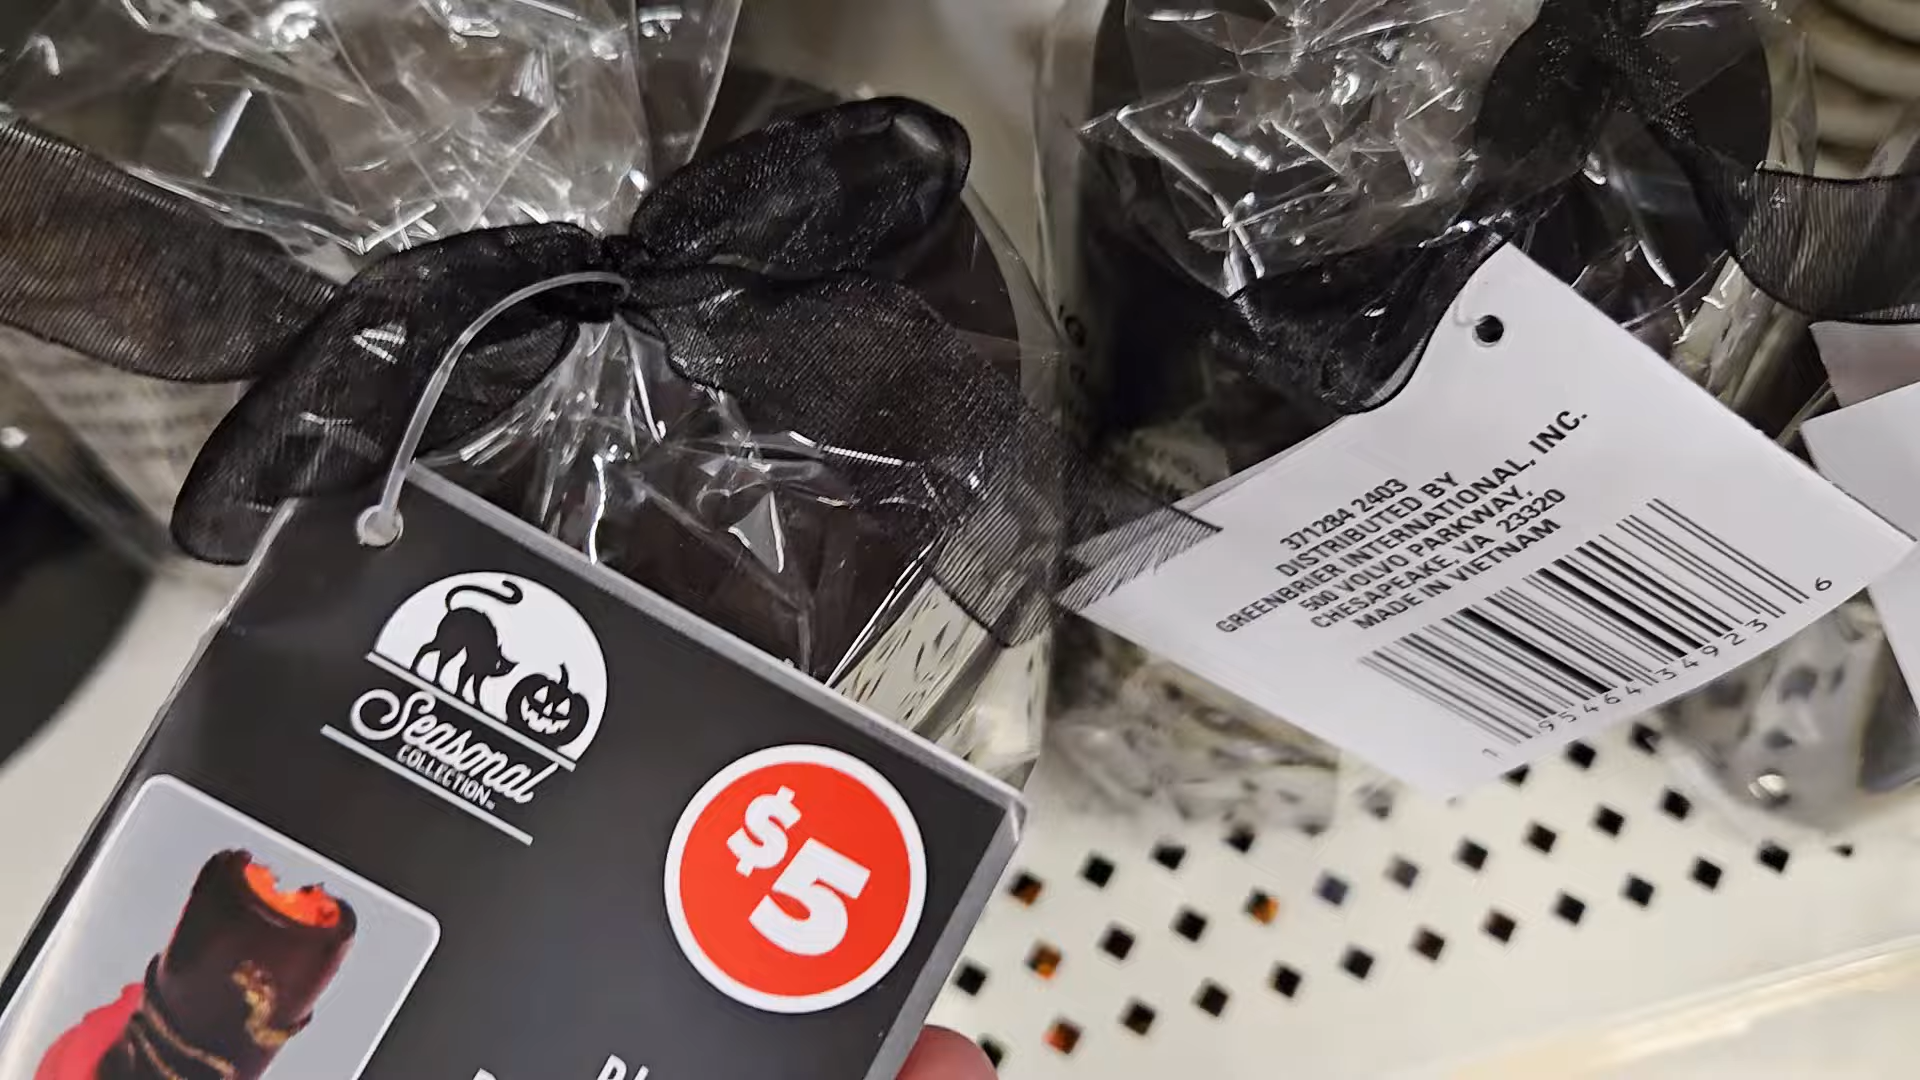 Seasonal
COLLECTION™
$5
371284 2403
DISTRIBUTED BY
GREENBRIER INTERNATIONAL, INC.
500 VOLVO PARKWAY,
CHESAPEAKE, VA 23320
MADE IN VIETNAM
1 95464 34923 6